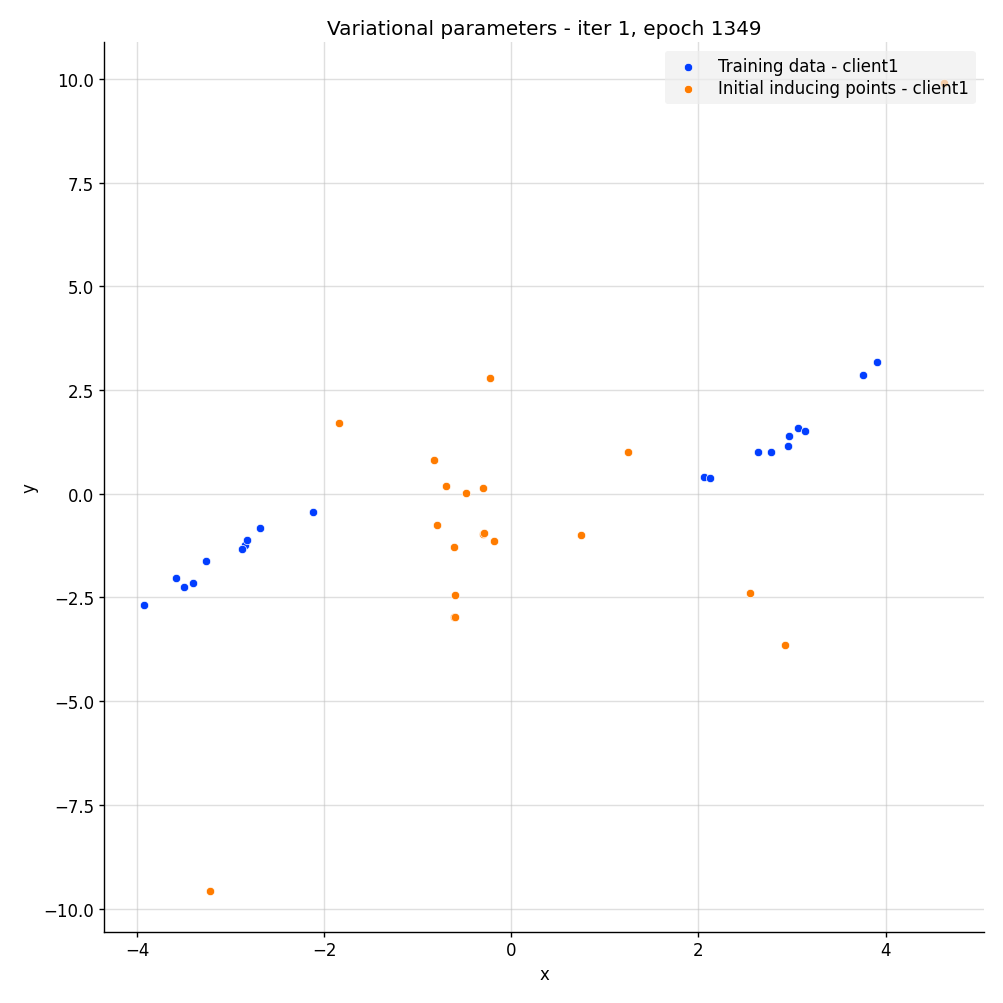 Variational parameters - iter 1, epoch 1349
Training data - client1
Initial inducing points - client1
10.0
7.5
5.0
2.5
0.0
−2.5
−5.0
−7.5
−10.0
y
−4
−2
0
2
4
x